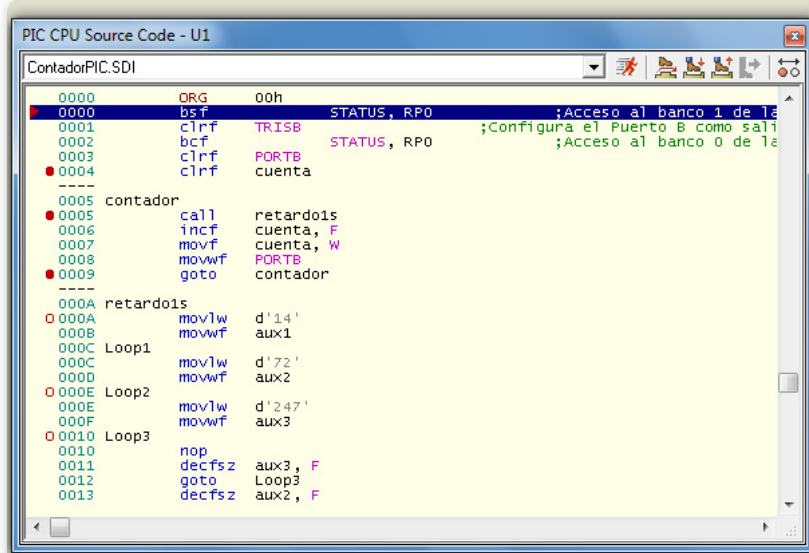 PIC CPU Source Code - U1
ContadorPIC.SDI
0000 ORG 00h
0000 bsf STATUS, RP0 ;Acceso al banco 1 de la
0001 clrf TRISB ;Configura el Puerto B como sali
0002 bcf STATUS, RP0 ;Acceso al banco 0 de la
0003 clrf PORTB
0004 clrf cuenta
----
0005 contador
0005 call retardo1s
0006 incf cuenta, F
0007 movf cuenta, W
0008 movwf PORTB
0009 goto contador
----
000A retardo1s
000A movlw d'14'
000B movwf aux1
000C Loop1
000C movlw d'72'
000D movwf aux2
000E Loop2
000E movlw d'247'
000F movwf aux3
0010 Loop3
0010 nop
0011 decfsz aux3, F
0012 goto Loop3
0013 decfsz aux2, F